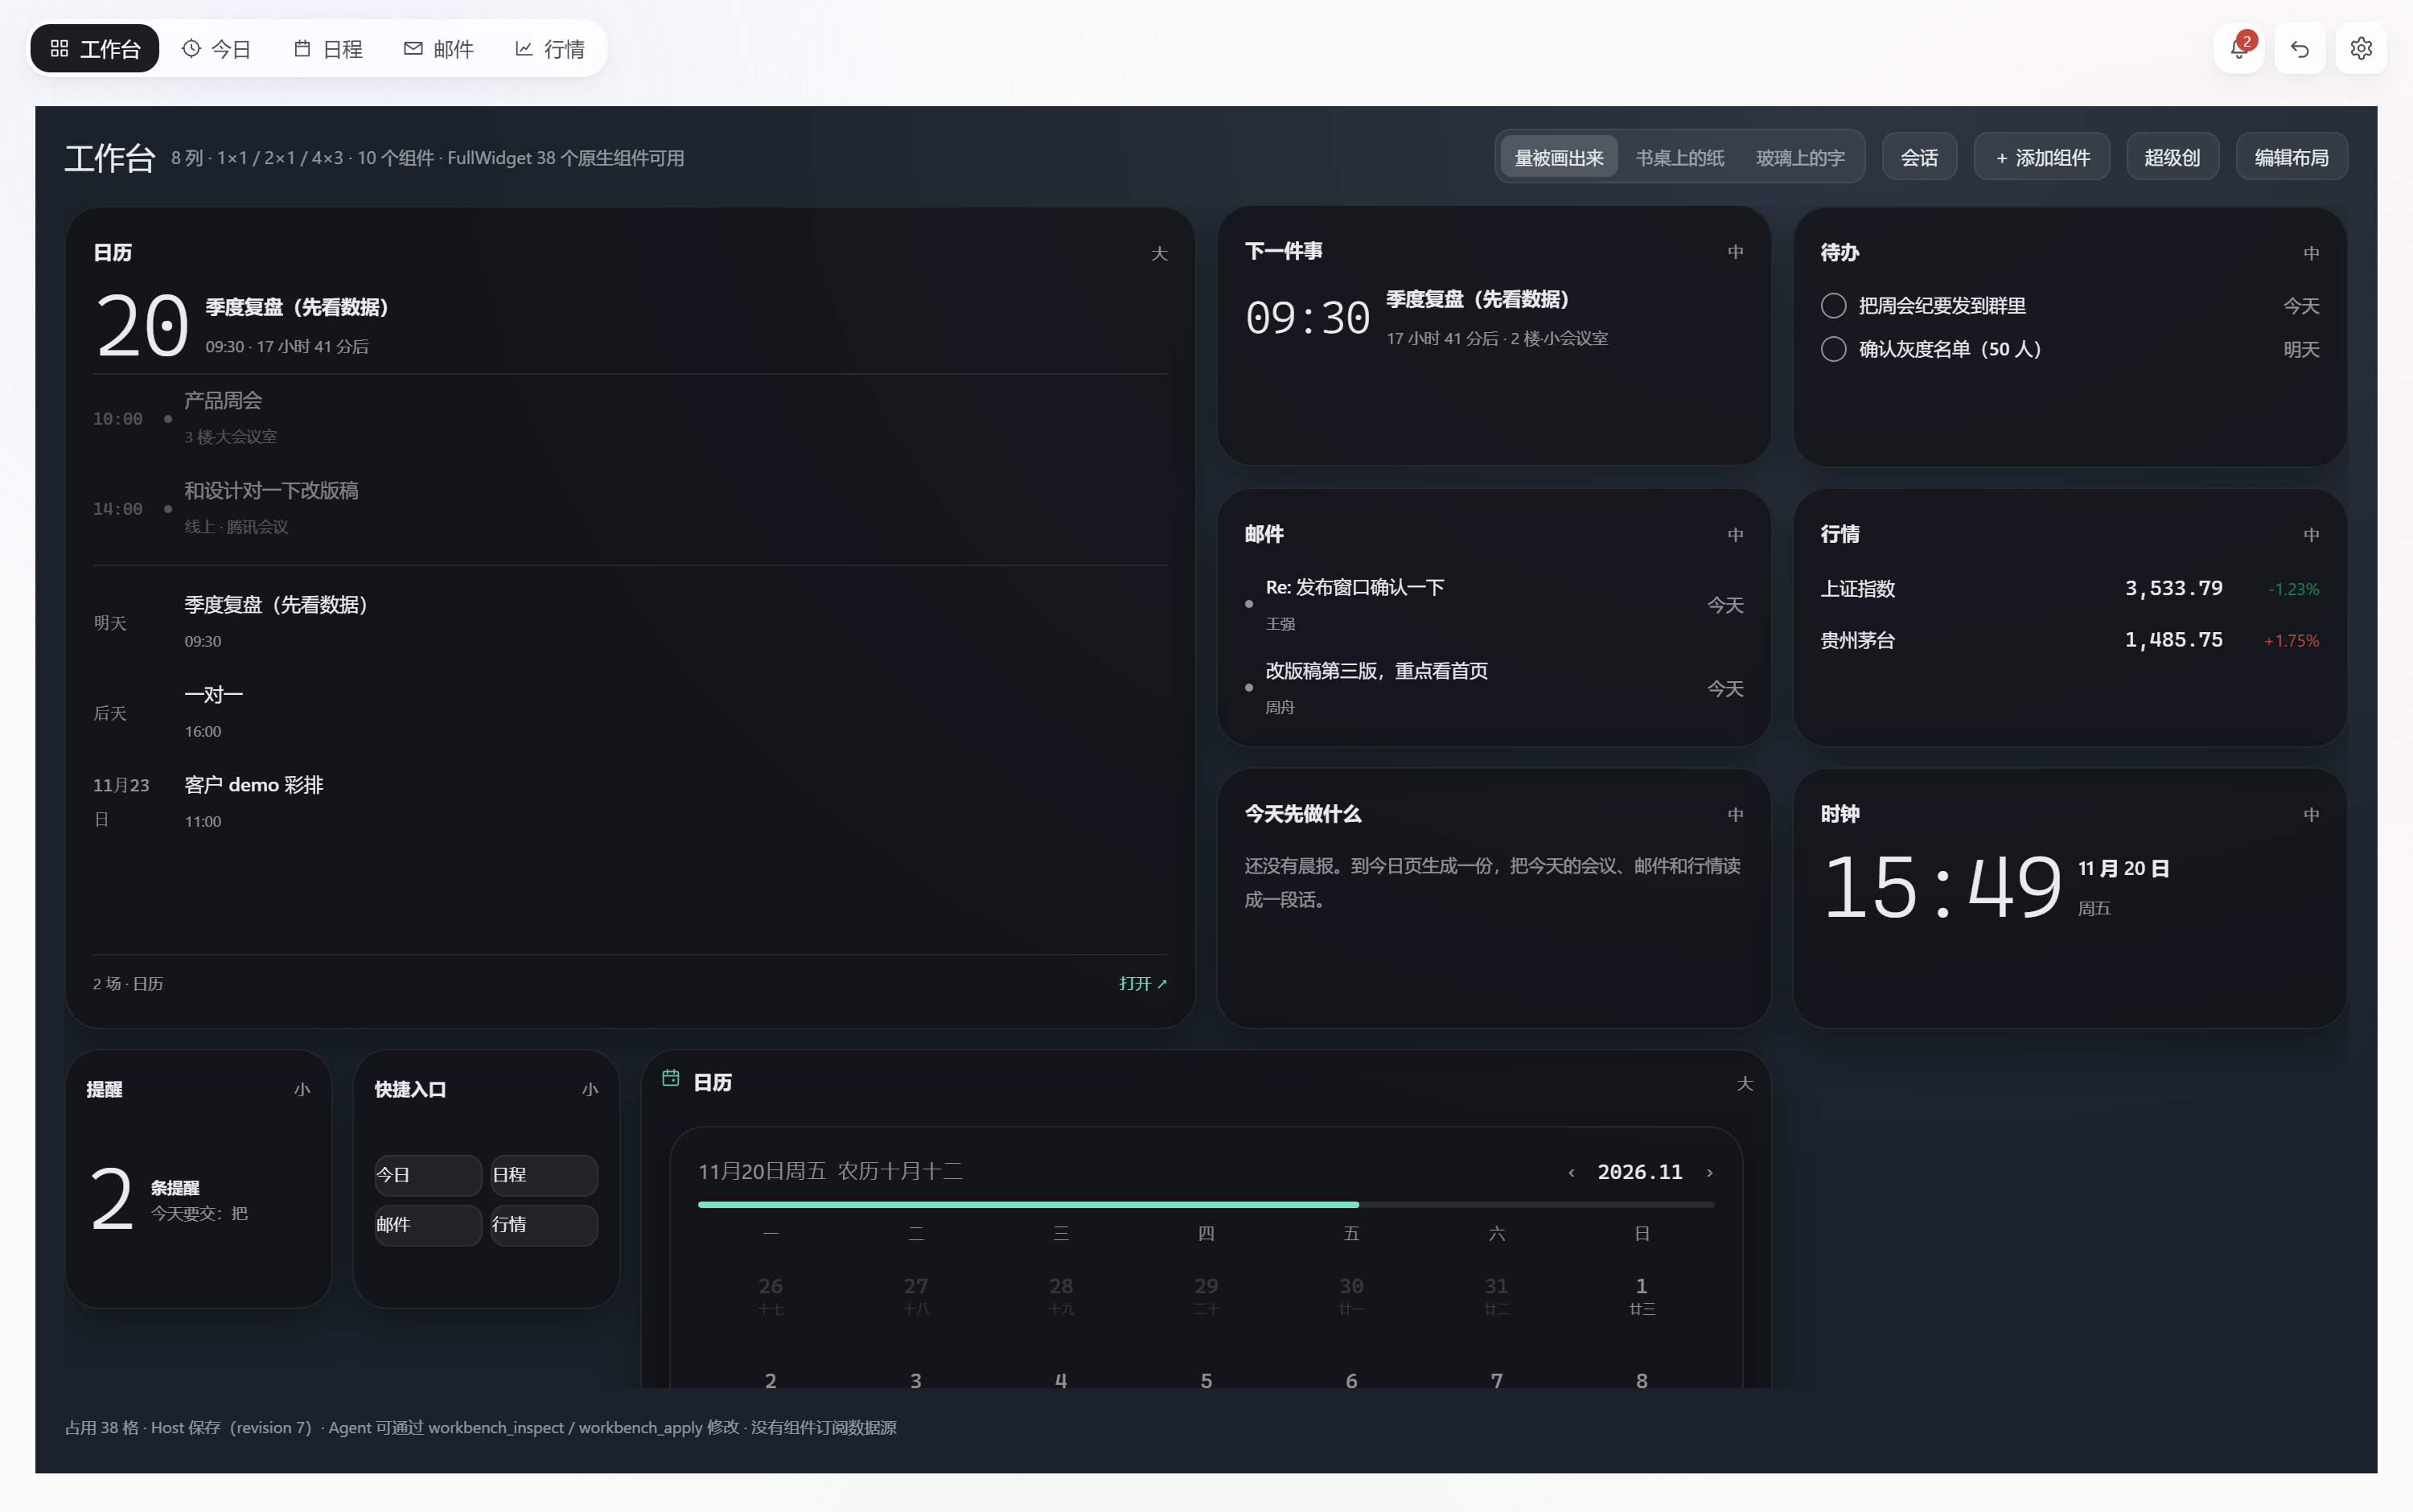 工作台 今日 日程 邮件 行情 2
工作台 8 列 · 1×1 / 2×1 / 4×3 · 10 个组件 · FullWidget 38 个原生组件可用
量被画出来 书桌上的纸 玻璃上的字 会话 + 添加组件 超级创 编辑布局
日历 大
20 季度复盘（先看数据）
09:30 · 17 小时 41 分后
10:00 产品周会
3 楼·大会议室
14:00 和设计对一下改版稿
线上 · 腾讯会议
明天 季度复盘（先看数据）
09:30
后天 一对一
16:00
11月23
日
客户 demo 彩排
11:00
2 场 · 日历 打开 ↗
下一件事 中
09:30 季度复盘（先看数据）
17 小时 41 分后 · 2 楼·小会议室
待办 中
把周会纪要发到群里 今天
确认灰度名单（50 人） 明天
邮件 中
Re: 发布窗口确认一下 今天
王强
改版稿第三版，重点看首页 今天
周舟
行情 中
上证指数 3,533.79 -1.23%
贵州茅台 1,485.75 +1.75%
今天先做什么 中
还没有晨报。到今日页生成一份，把今天的会议、邮件和行情读
成一段话。
时钟 中
15:49 11 月 20 日
周五
提醒 小
2 条提醒
今天要交：把
快捷入口 小
今日 日程
邮件 行情
日历 大
11月20日周五 农历十月十二 ‹ 2026.11 ›
一 二 三 四 五 六 日
26 27 28 29 30 31 1
十七 十八 十九 二十 廿一 廿二 廿三
2 3 4 5 6 7 8
占用 38 格 · Host 保存（revision 7）· Agent 可通过 workbench_inspect / workbench_apply 修改 · 没有组件订阅数据源